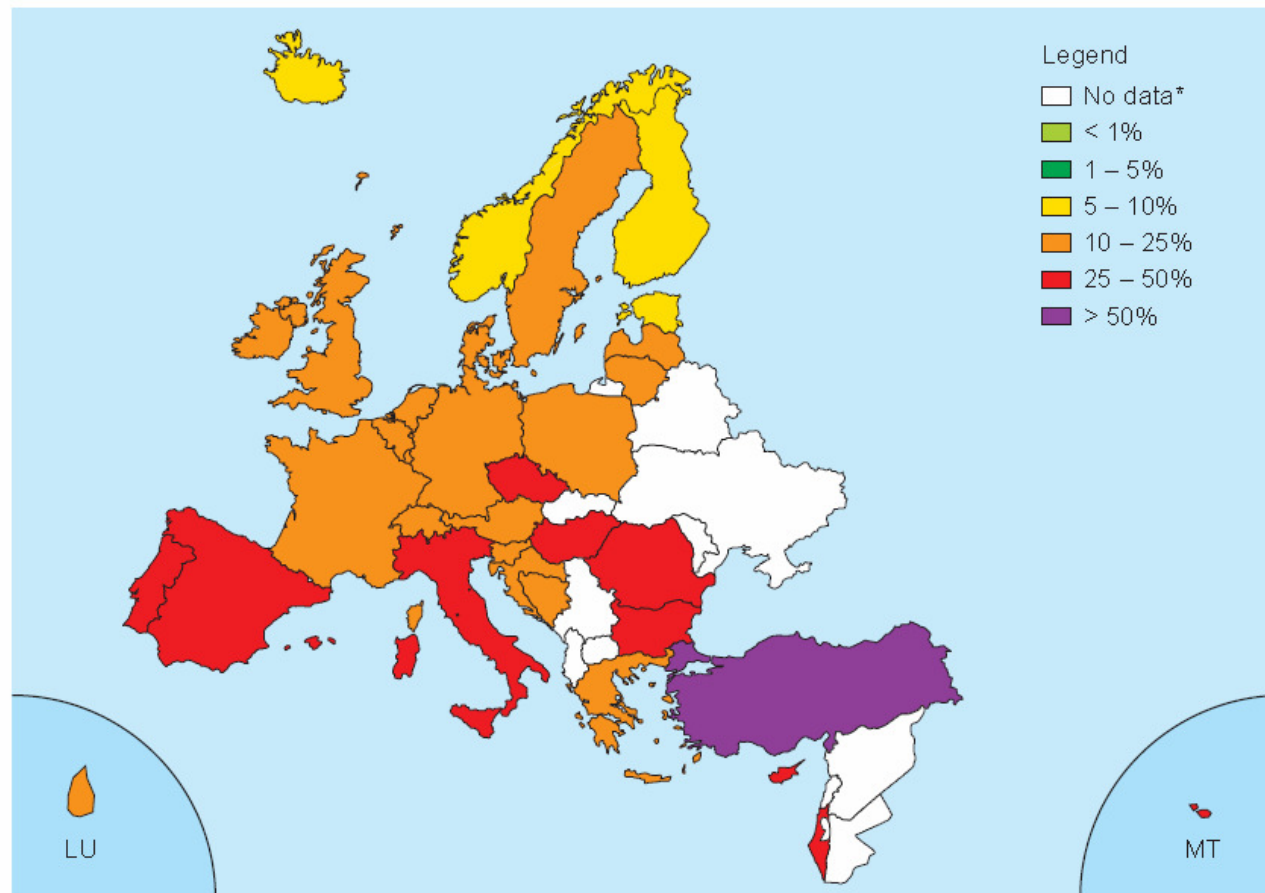 Legend
No data*
< 1%
1 – 5%
5 – 10%
10 – 25%
25 – 50%
> 50%
LU
MT